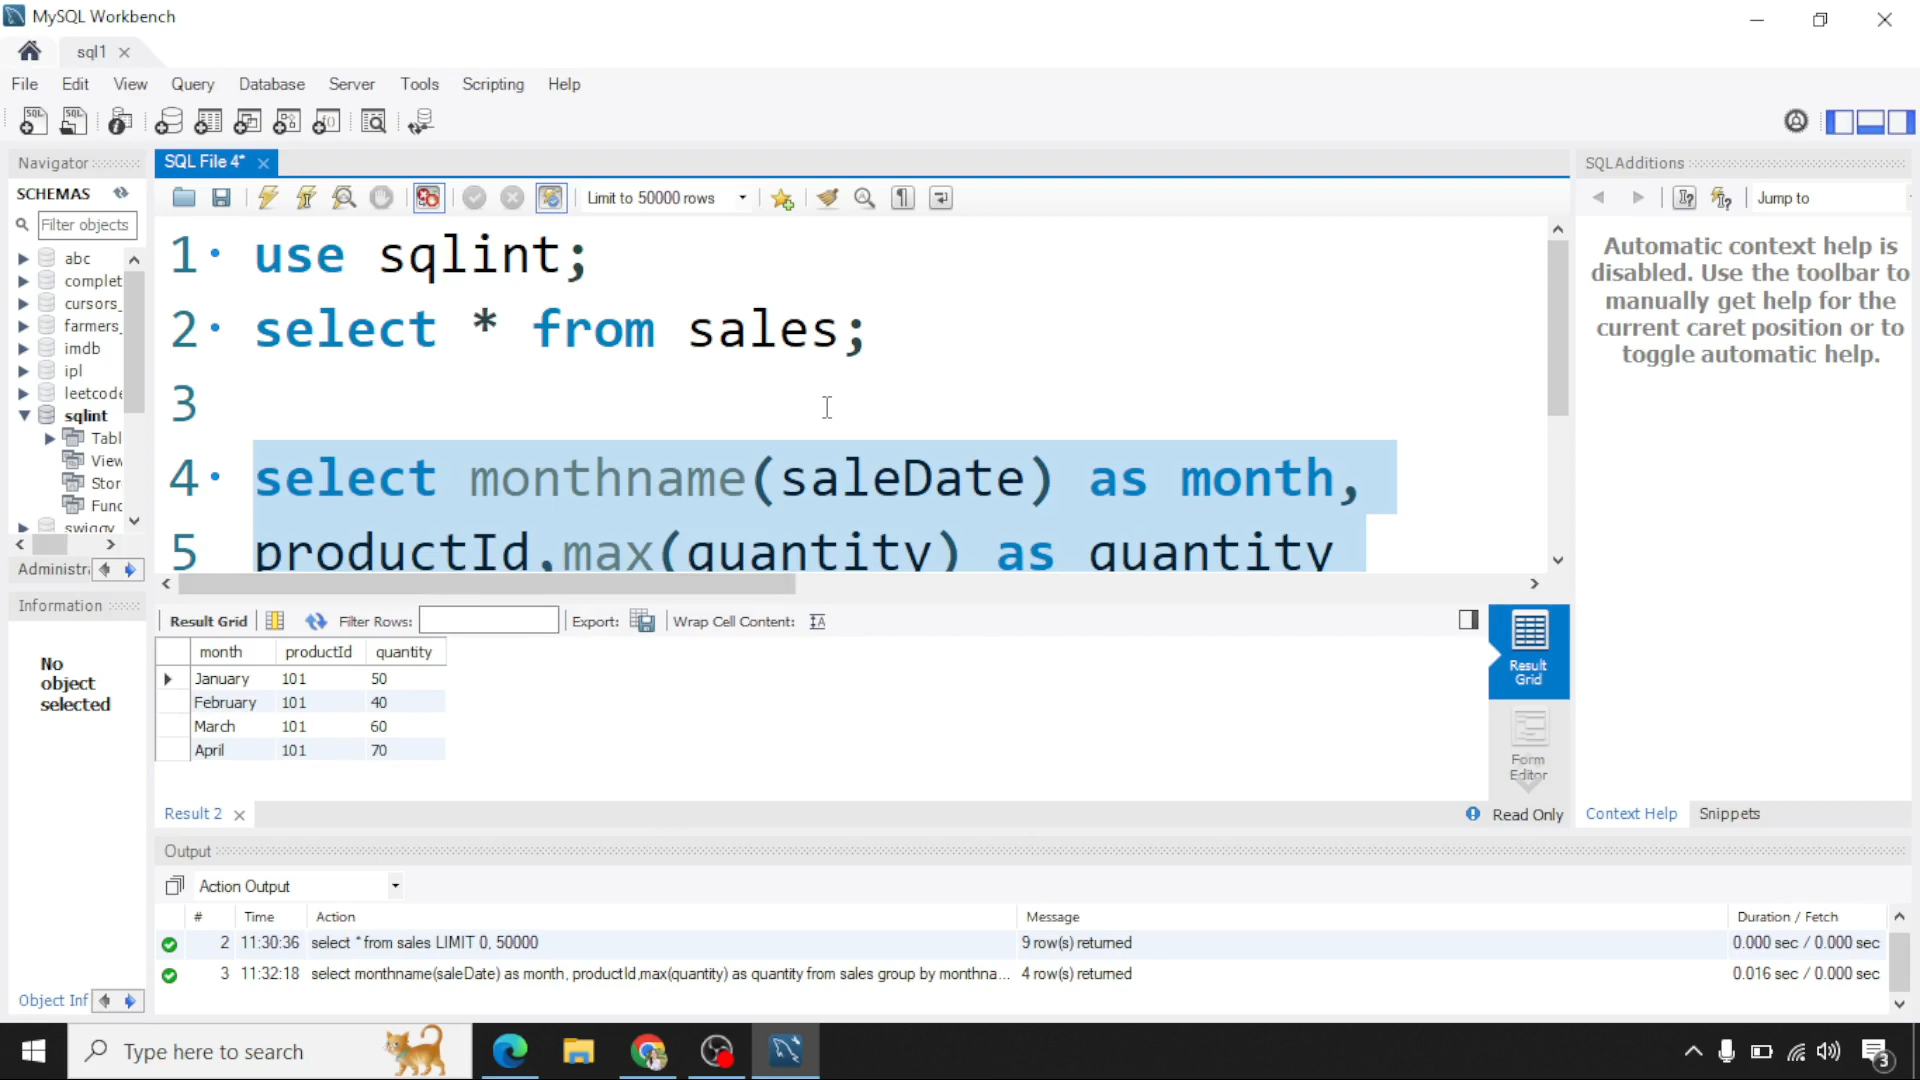 MySQL Workbench
sql1
File Edit View Query Database Server Tools Scripting Help
Navigator
SCHEMAS
Filter objects
abc
complet
cursors_
farmers_
imdb
ipl
leetcode
sqlint
Tabl
View
Stor
Func
swiggy
Administra
Information
No
object
selected
Object Inf
SQL File 4*
Limit to 50000 rows
1 use sqlint;
2 select * from sales;
3
4 select monthname(saleDate) as month,
5 productId,max(quantity) as quantity
Result Grid Filter Rows: Export: Wrap Cell Content:
month productId quantity
January 101 50
February 101 40
March 101 60
April 101 70
Result
Grid
Form
Editor
Result 2
Read Only
SQLAdditions
Jump to
Automatic context help is
disabled. Use the toolbar to
manually get help for the
current caret position or to
toggle automatic help.
Context Help Snippets
Output
Action Output
# Time Action Message Duration / Fetch
2 11:30:36 select * from sales LIMIT 0, 50000 9 row(s) returned 0.000 sec / 0.000 sec
3 11:32:18 select monthname(saleDate) as month, productId,max(quantity) as quantity from sales group by monthna... 4 row(s) returned 0.016 sec / 0.000 sec
Type here to search
3